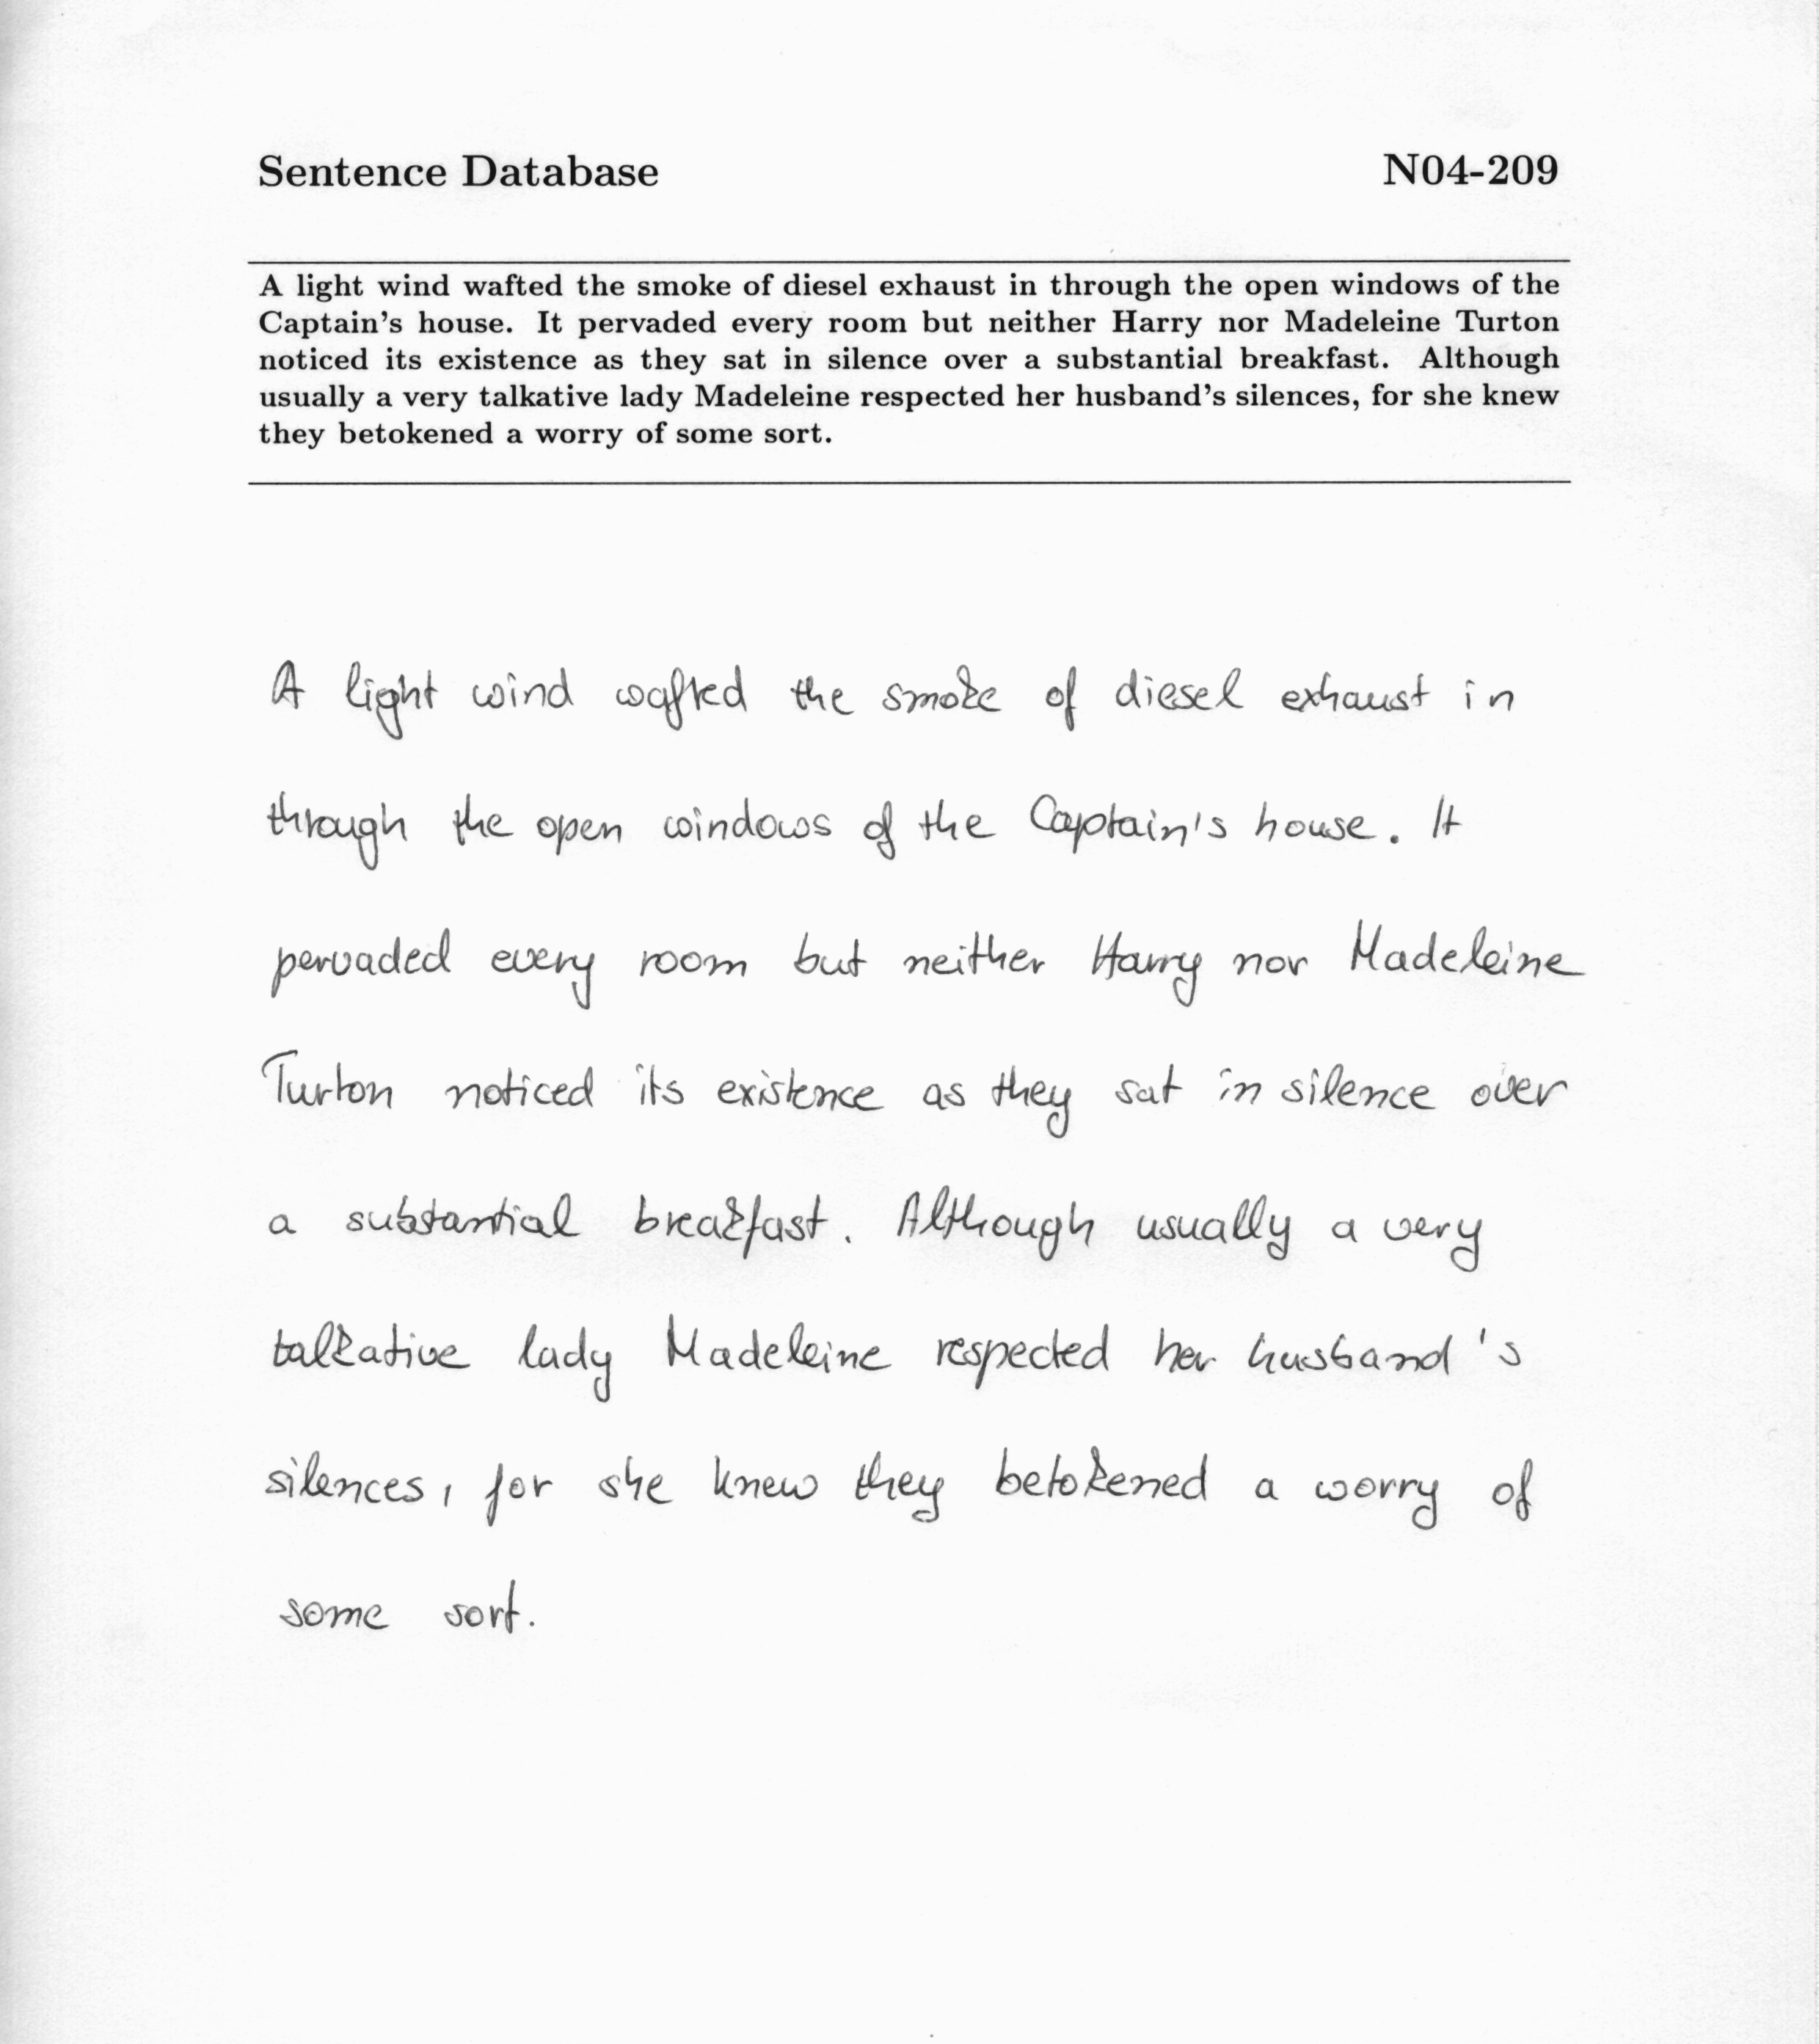 Sentence Database N04-209
A light wind wafted the smoke of diesel exhaust in through the open windows of the
Captain's house. It pervaded every room but neither Harry nor Madeleine Turton
noticed its existence as they sat in silence over a substantial breakfast. Although
usually a very talkative lady Madeleine respected her husband's silences, for she knew
they betokened a worry of some sort.
A light wind wafted the smoke of diesel exhaust in
through the open windows of the Captain's house. It
pervaded every room but neither Harry nor Madeleine
Turton noticed its existence as they sat in silence over
a substantial breakfast. Although usually a very
talkative lady Madeleine respected her husband's
silences, for she knew they betokened a worry of
some sort.